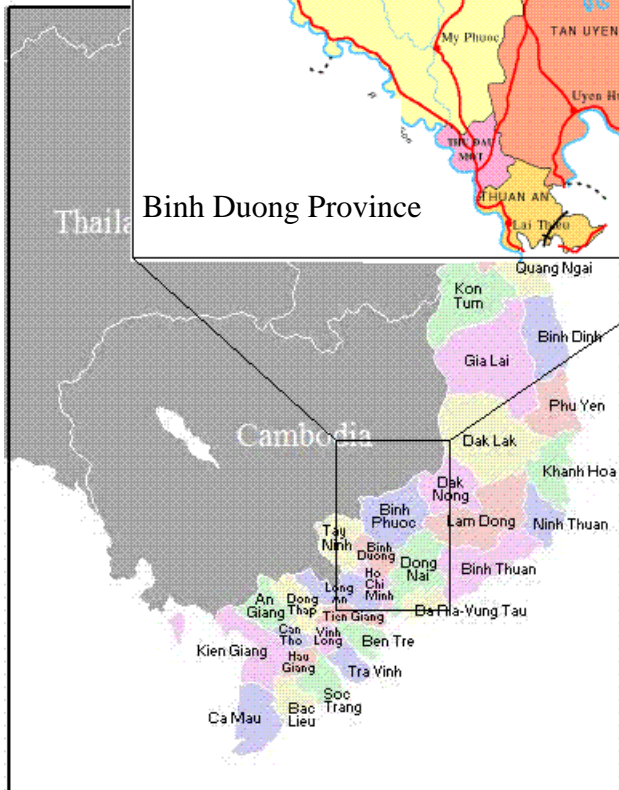 TAN UYEN
My Phuoc
Uyen H
THU DAU
MOT
THUAN AN
Lai Thieu
Binh Duong Province
Thaila
Quang Ngai
Kon
Tum
Binh Dinh
Gia Lai
Phu Yen
Cambodia
Dak Lak
Khanh Hoa
Dak
Nong
Binh
Phuoc
Lam Dong
Ninh Thuan
Tay
Ninh
Binh
Duong
Dong
Nai
Binh Thuan
Ho
Chi
Minh
Long
An
An
Giang
Dong
Thap
Tien Giang
Ba Ria-Vung Tau
Can
Tho
Vinh
Long
Ben Tre
Kien Giang
Hau
Giang
Tra Vinh
Soc
Trang
Ca Mau
Bac
Lieu